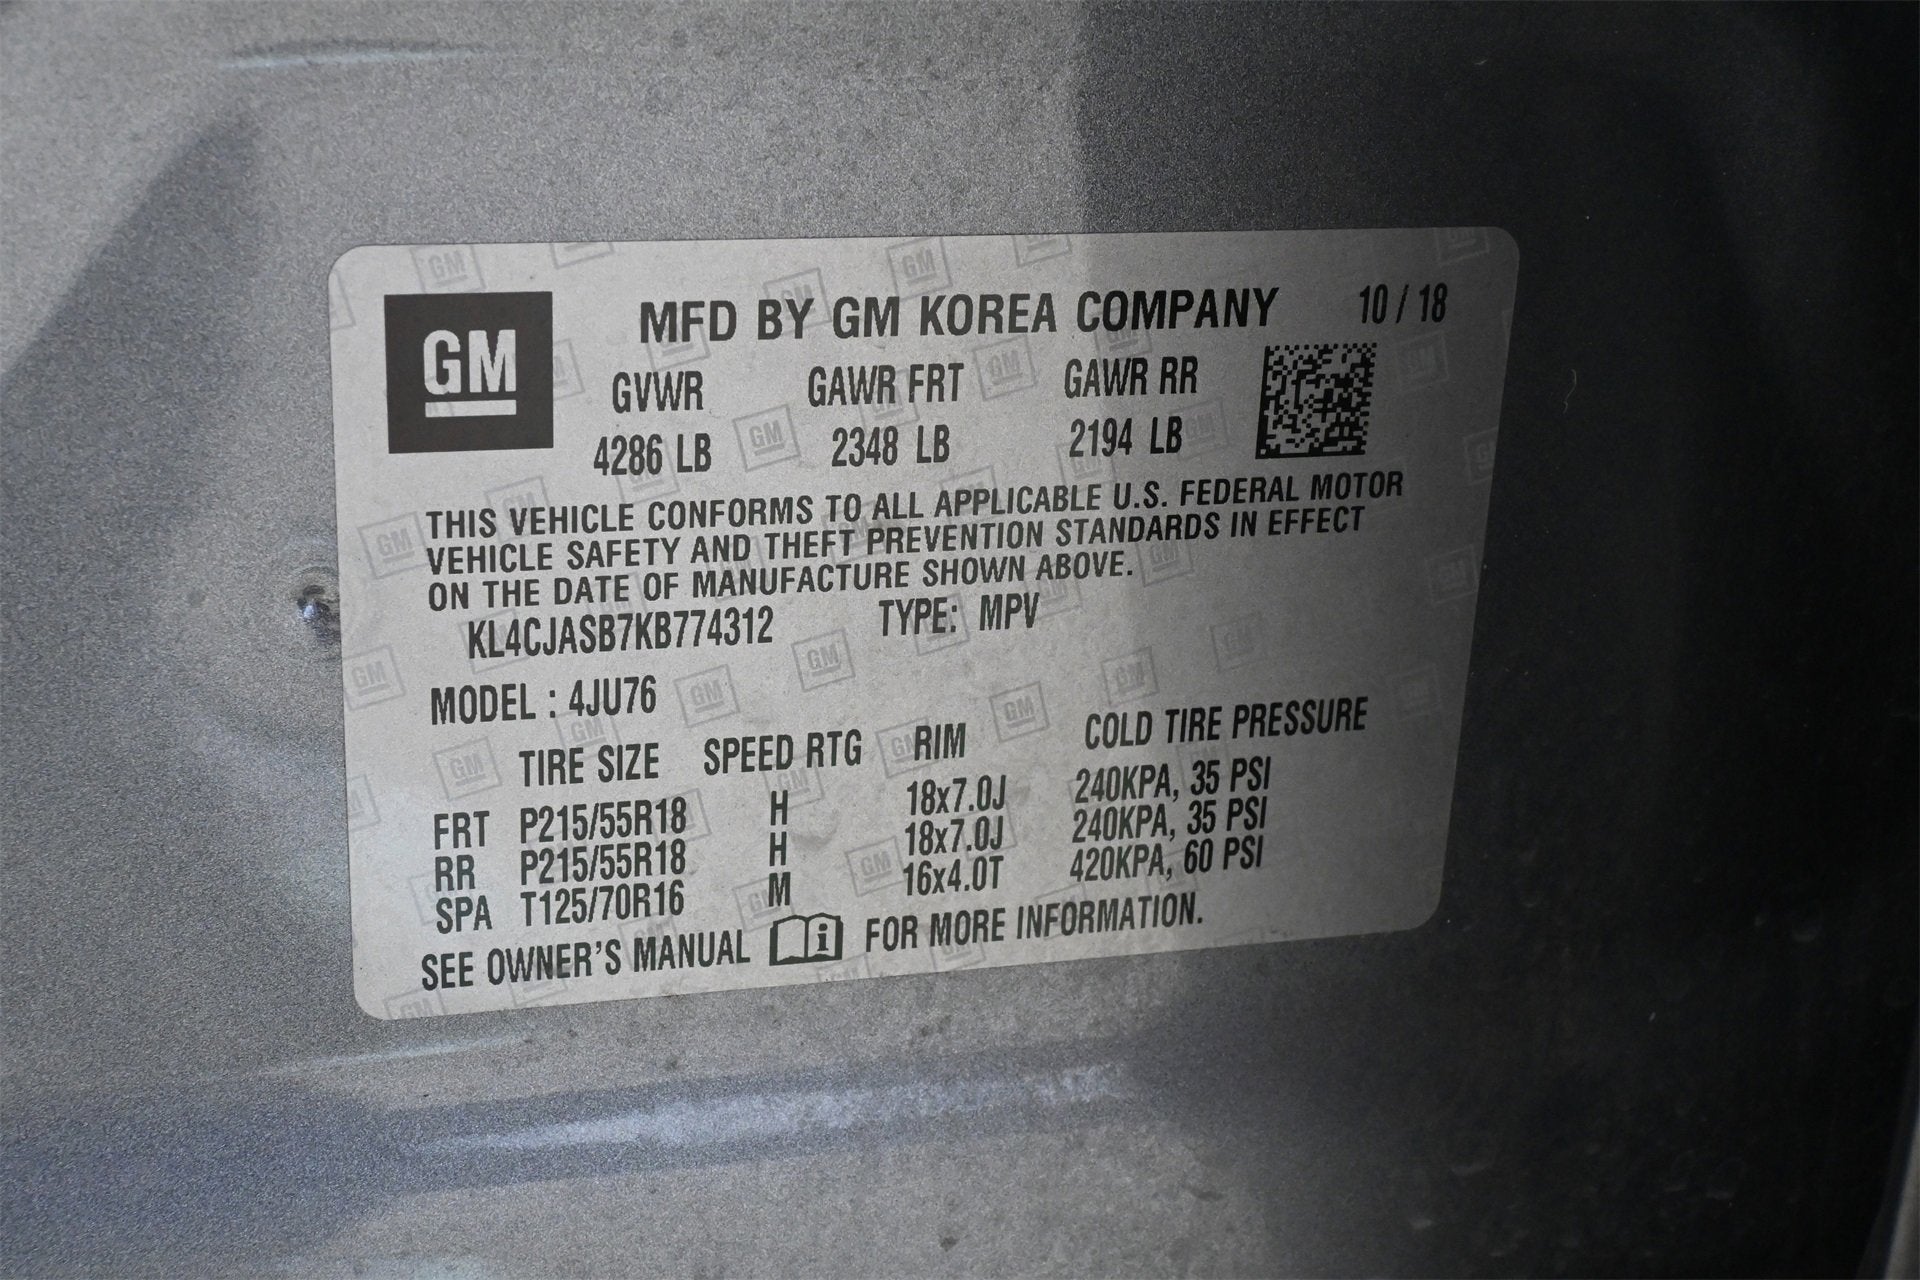 GM
MFD BY GM KOREA COMPANY 10 / 18
GVWR GAWR FRT GAWR RR
4286 LB 2348 LB 2194 LB
THIS VEHICLE CONFORMS TO ALL APPLICABLE U.S. FEDERAL MOTOR
VEHICLE SAFETY AND THEFT PREVENTION STANDARDS IN EFFECT
ON THE DATE OF MANUFACTURE SHOWN ABOVE.
KL4CJASB7KB774312 TYPE: MPV
MODEL : 4JU76
TIRE SIZE SPEED RTG RIM COLD TIRE PRESSURE
FRT P215/55R18 H 18x7.0J 240KPA, 35 PSI
RR P215/55R18 H 18x7.0J 240KPA, 35 PSI
SPA T125/70R16 M 16x4.0T 420KPA, 60 PSI
SEE OWNER'S MANUAL i FOR MORE INFORMATION.